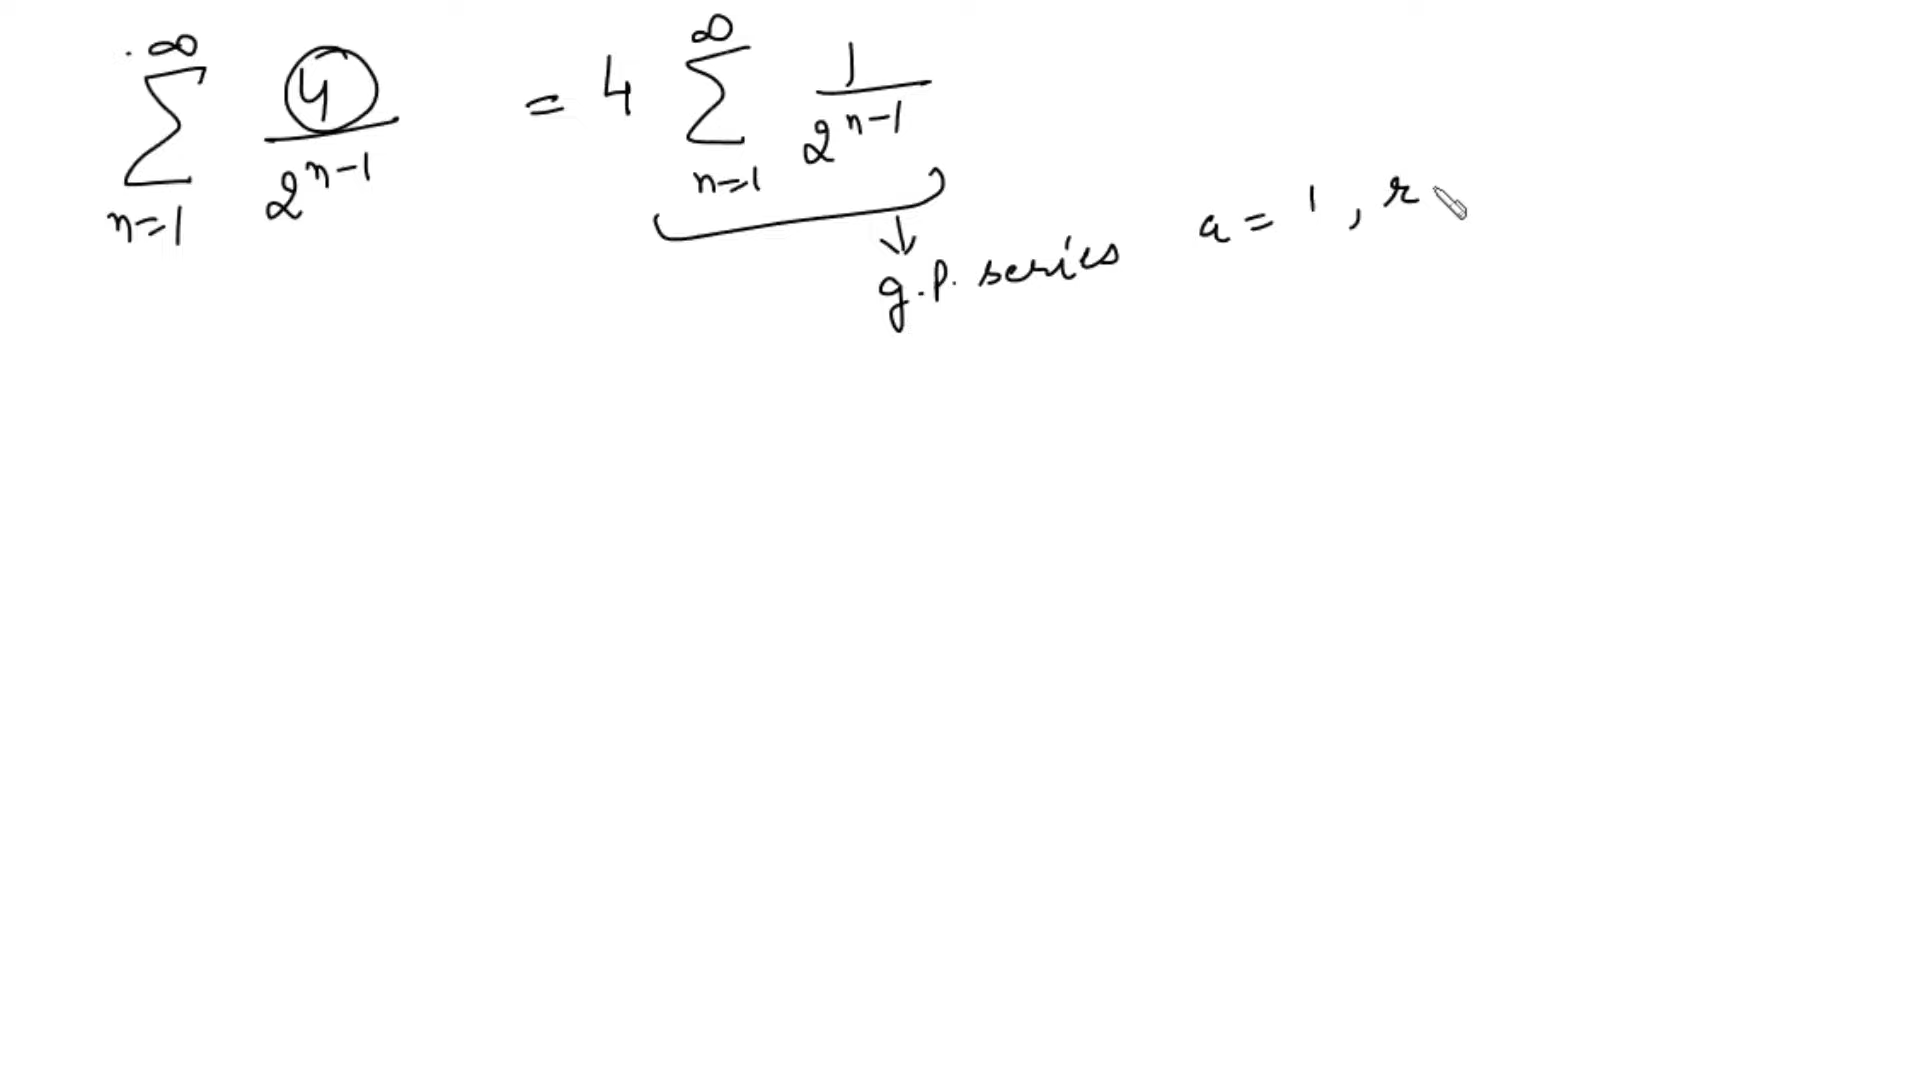 ∞ Σ n=1 4 / 2^(n-1) = 4 ∞ Σ n=1 1 / 2^(n-1)
g.p. series a = 1, r